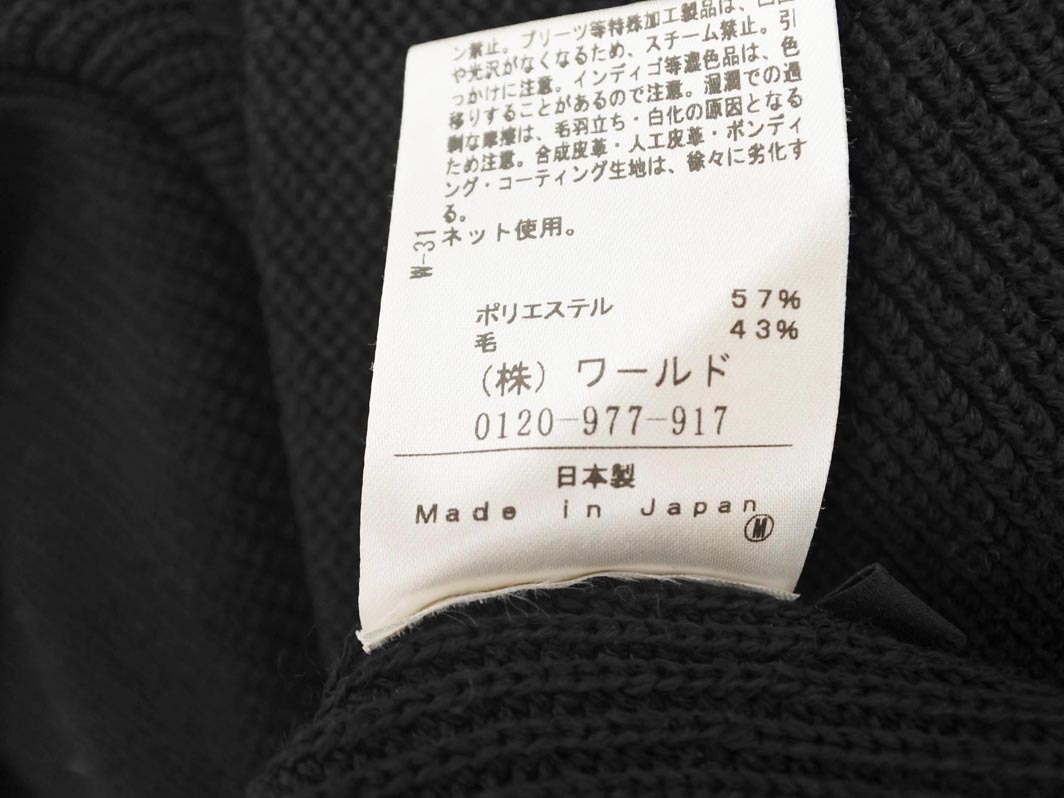 ン禁止。プリーツ等特殊加工製品は、凸凹
や光沢がなくなるため、スチーム禁止。引
っかけに注意。インディゴ等濃色品は、色
移りすることがあるので注意。湿潤での過
剰な摩擦は、毛羽立ち・白化の原因となる
ため注意。合成皮革・人工皮革・ボンディ
ング・コーティング生地は、徐々に劣化す
る。
ネット使用。
W-31
ポリエステル 57%
毛 43%
(株) ワールド
0120-977-917
日本製
Made in Japan
M